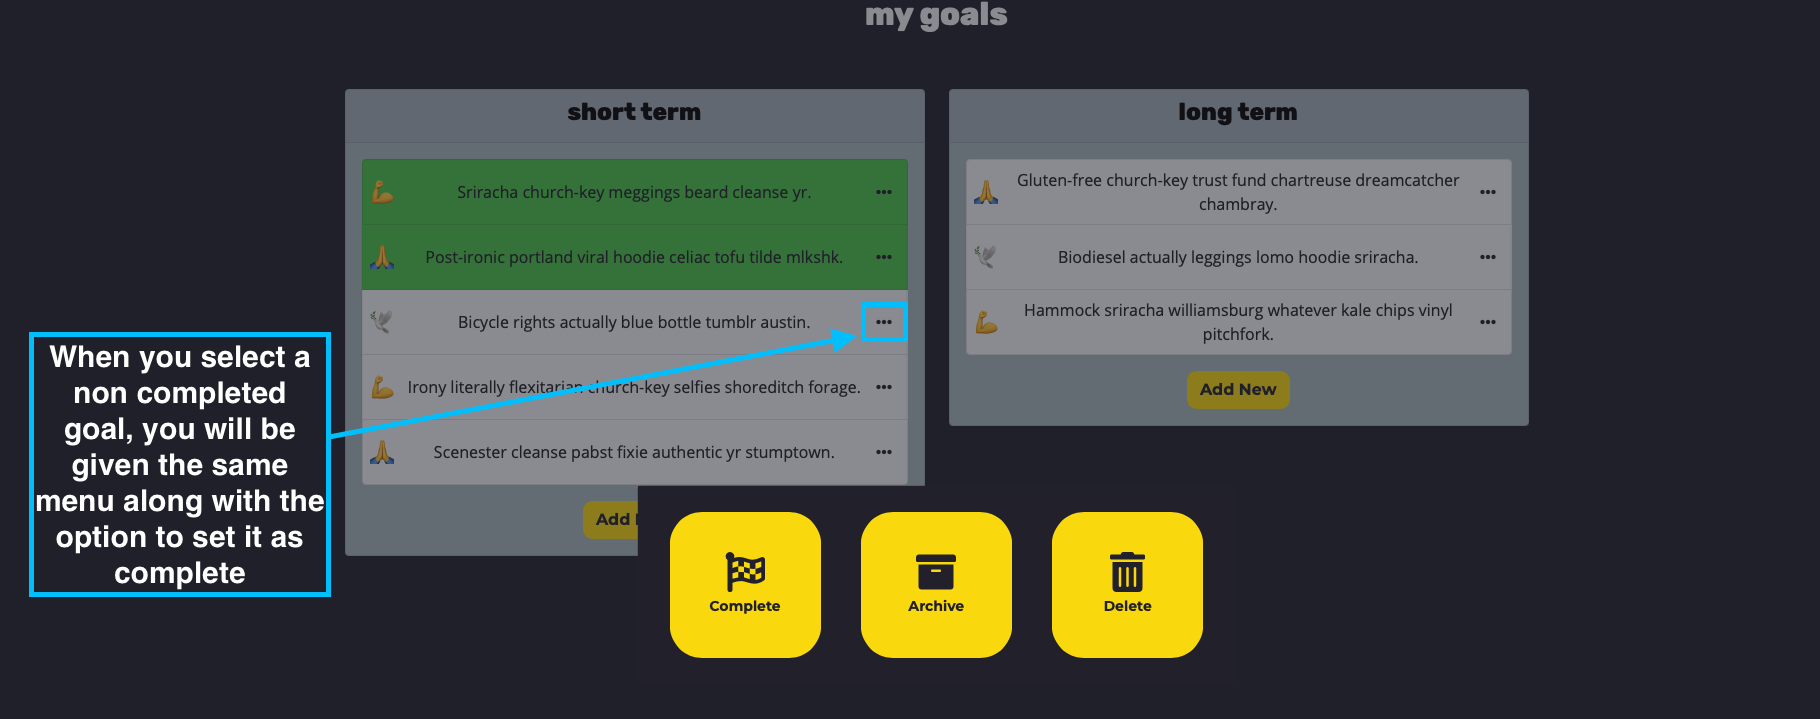 my goals
short term
Sriracha church-key meggings beard cleanse yr.
Post-ironic portland viral hoodie celiac tofu tilde mlkshk.
Bicycle rights actually blue bottle tumblr austin.
Irony literally flexitarian church-key selfies shoreditch forage.
Scenester cleanse pabst fixie authentic yr stumptown.
Add
long term
Gluten-free church-key trust fund chartreuse dreamcatcher
chambray.
Biodiesel actually leggings lomo hoodie sriracha.
Hammock sriracha williamsburg whatever kale chips vinyl
pitchfork.
Add New
When you select a
non completed
goal, you will be
given the same
menu along with the
option to set it as
complete
Complete
Archive
Delete